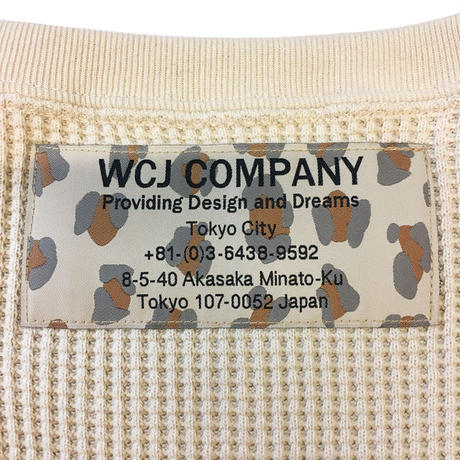 WCJ COMPANY
Providing Design and Dreams
Tokyo City
+81-(0)3-6438-9592
8-5-40 Akasaka Minato-Ku
Tokyo 107-0052 Japan